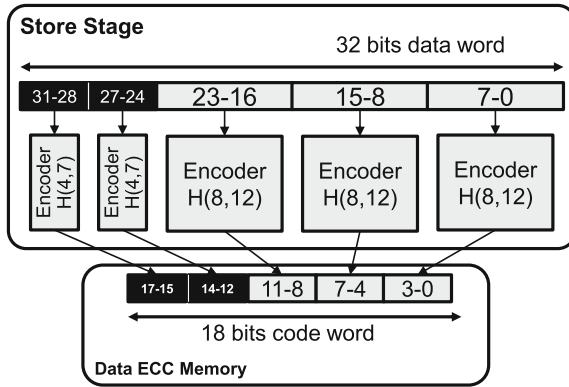 Store Stage
32 bits data word
31-28 27-24 23-16 15-8 7-0
Encoder
H(4,7)
Encoder
H(4,7)
Encoder
H(8,12)
Encoder
H(8,12)
Encoder
H(8,12)
17-15 14-12 11-8 7-4 3-0
18 bits code word
Data ECC Memory